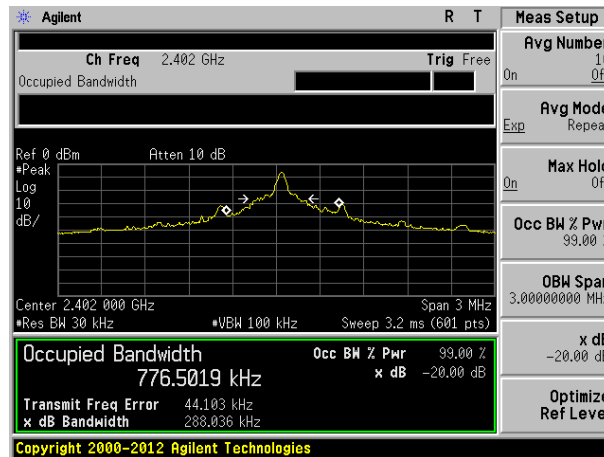 Agilent R T Meas Setup
Ch Freq 2.402 GHz Trig Free
Occupied Bandwidth
Avg Number
On
Avg Mode
Exp
Max Hold
On
Occ BW % Pwr
99.00
OBW Span
3.00000000
x dB
-20.00
Optimize
Ref Level
Ref 0 dBm Atten 10 dB
#Peak
Log
10
dB/
Center 2.402 000 GHz Span 3 MHz
#Res BW 30 kHz #VBW 100 kHz Sweep 3.2 ms (601 pts)
Occupied Bandwidth Occ BW % Pwr 99.00 %
776.5019 kHz x dB -20.00 dB
Transmit Freq Error 44.103 kHz
x dB Bandwidth 288.036 kHz
Copyright 2000-2012 Agilent Technologies